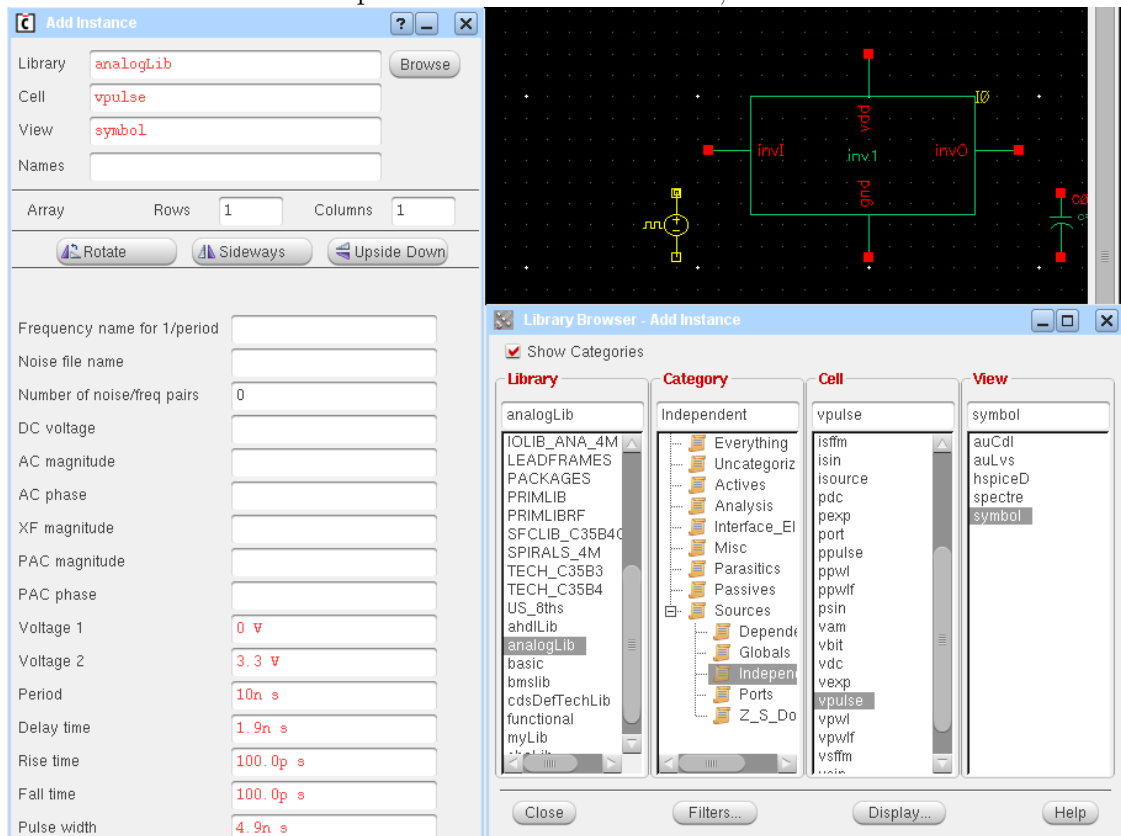 Add Instance
Library analogLib Browse
Cell vpulse
View symbol
Names
Array Rows 1 Columns 1
Rotate Sideways Upside Down
Frequency name for 1/period
Noise file name
Number of noise/freq pairs 0
DC voltage
AC magnitude
AC phase
XF magnitude
PAC magnitude
PAC phase
Voltage 1 0 V
Voltage 2 3.3 V
Period 10n s
Delay time 1.9n s
Rise time 100.0p s
Fall time 100.0p s
Pulse width 4.9n s
I0
vdd
invI inv1 invO
gnd
Library Browser - Add Instance
Show Categories
Library
analogLib
IOLIB_ANA_4M
LEADFRAMES
PACKAGES
PRIMLIB
PRIMLIBRF
SFCLIB_C35B4C
SPIRALS_4M
TECH_C35B3
TECH_C35B4
US_8ths
ahdlLib
analogLib
basic
bmslib
cdsDefTechLib
functional
myLib
Category
Independent
Everything
Uncategoriz
Actives
Analysis
Interface_El
Misc
Parasitics
Passives
Sources
Depende
Globals
Indepen
Ports
Z_S_Do
Cell
vpulse
isffm
isin
isource
pdc
pexp
port
ppulse
ppwl
ppwlf
psin
vam
vbit
vdc
vexp
vpulse
vpwl
vpwlf
vsffm
View
symbol
auCdl
auLvs
hspiceD
spectre
symbol
Close Filters... Display... Help